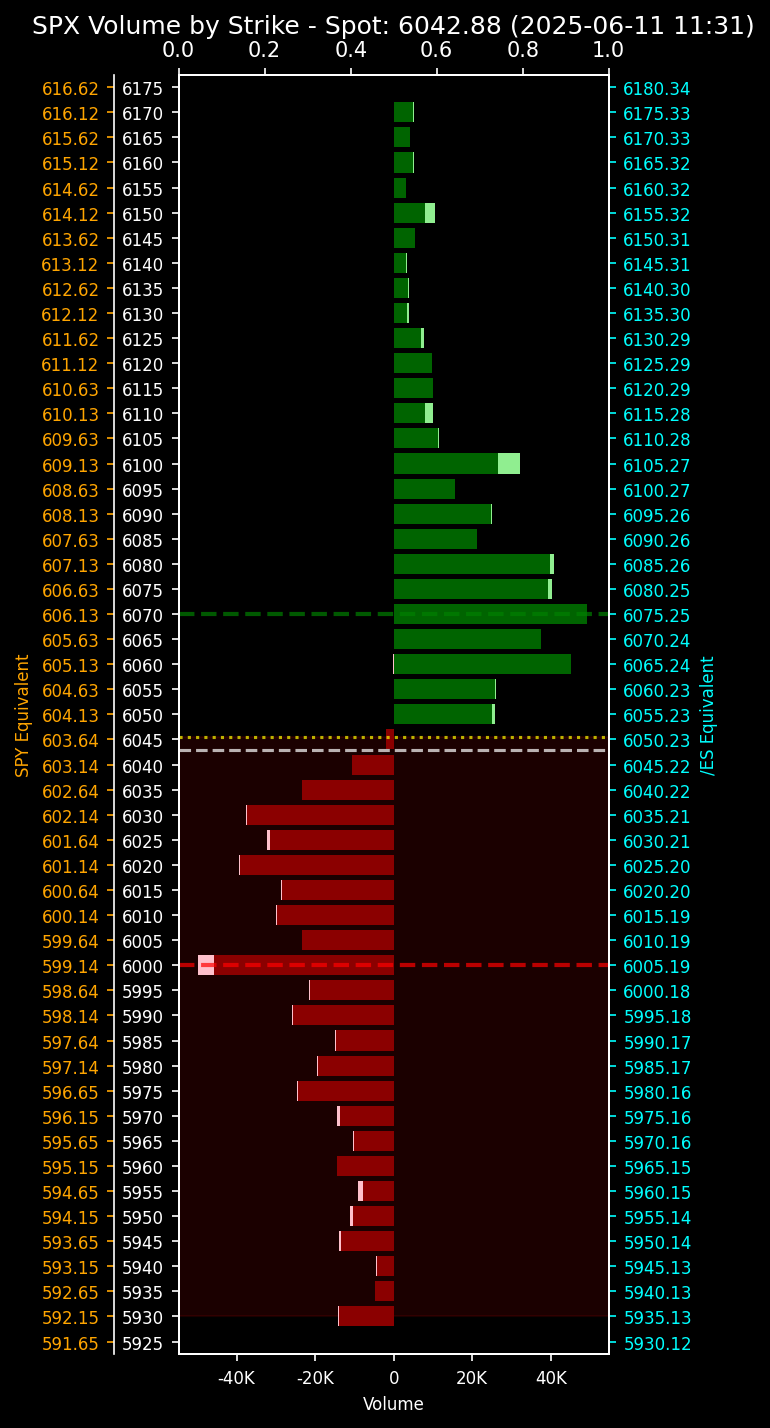 SPX Volume by Strike - Spot: 6042.88 (2025-06-11 11:31)
0.0 0.2 0.4 0.6 0.8 1.0
616.62 6175 6180.34
616.12 6170 6175.33
615.62 6165 6170.33
615.12 6160 6165.32
614.62 6155 6160.32
614.12 6150 6155.32
613.62 6145 6150.31
613.12 6140 6145.31
612.62 6135 6140.30
612.12 6130 6135.30
611.62 6125 6130.29
611.12 6120 6125.29
610.63 6115 6120.29
610.13 6110 6115.28
609.63 6105 6110.28
609.13 6100 6105.27
608.63 6095 6100.27
608.13 6090 6095.26
607.63 6085 6090.26
607.13 6080 6085.26
606.63 6075 6080.25
606.13 6070 6075.25
605.63 6065 6070.24
605.13 6060 6065.24
604.63 6055 6060.23
604.13 6050 6055.23
603.64 6045 6050.23
603.14 6040 6045.22
602.64 6035 6040.22
602.14 6030 6035.21
601.64 6025 6030.21
601.14 6020 6025.20
600.64 6015 6020.20
600.14 6010 6015.19
599.64 6005 6010.19
599.14 6000 6005.19
598.64 5995 6000.18
598.14 5990 5995.18
597.64 5985 5990.17
597.14 5980 5985.17
596.65 5975 5980.16
596.15 5970 5975.16
595.65 5965 5970.16
595.15 5960 5965.15
594.65 5955 5960.15
594.15 5950 5955.14
593.65 5945 5950.14
593.15 5940 5945.13
592.65 5935 5940.13
592.15 5930 5935.13
591.65 5925 5930.12
SPY Equivalent
/ES Equivalent
-40K -20K 0 20K 40K
Volume